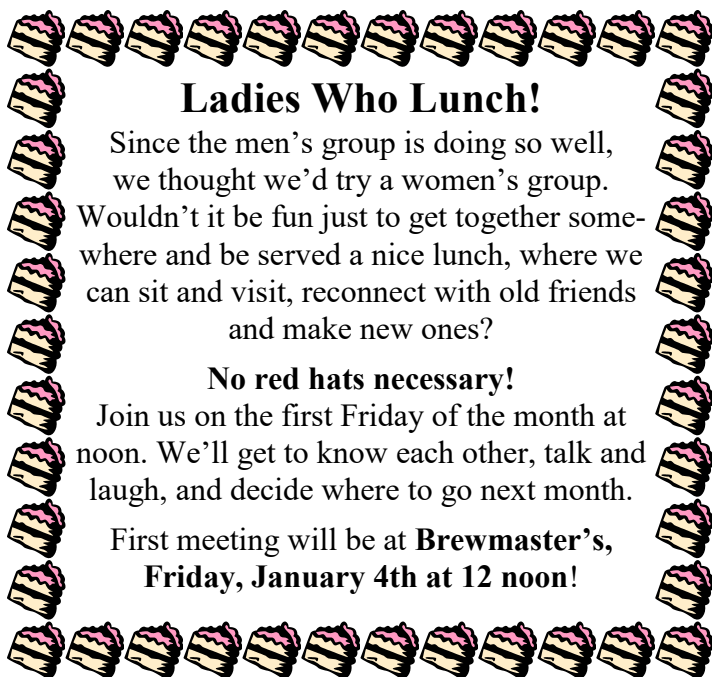 Ladies Who Lunch!
Since the men’s group is doing so well,
we thought we’d try a women’s group.
Wouldn’t it be fun just to get together some-
where and be served a nice lunch, where we
can sit and visit, reconnect with old friends
and make new ones?
No red hats necessary!
Join us on the first Friday of the month at
noon. We’ll get to know each other, talk and
laugh, and decide where to go next month.
First meeting will be at Brewmaster’s,
Friday, January 4th at 12 noon!